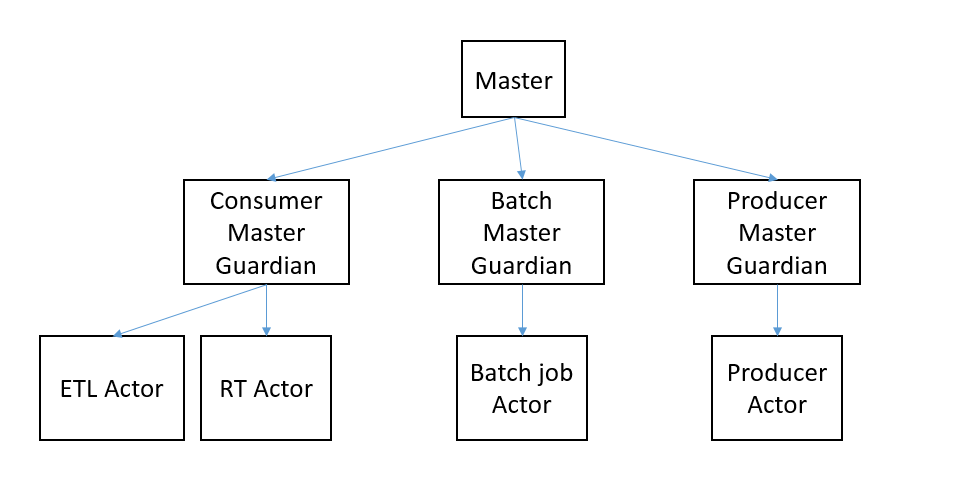 Master
Consumer
Master
Guardian
Batch
Master
Guardian
Producer
Master
Guardian
ETL Actor
RT Actor
Batch job
Actor
Producer
Actor